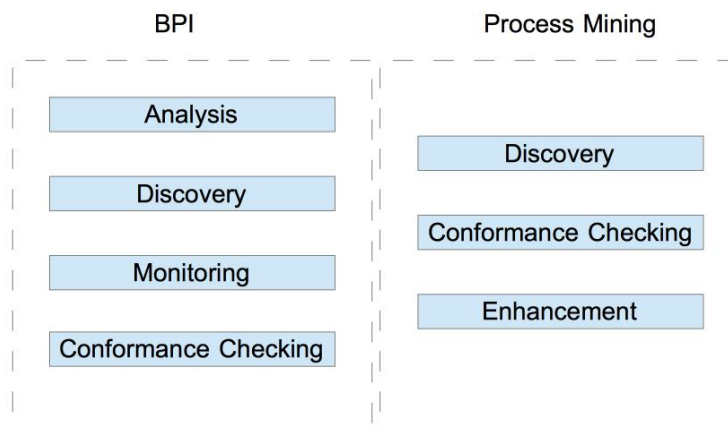 BPI
Analysis
Discovery
Monitoring
Conformance Checking
Process Mining
Discovery
Conformance Checking
Enhancement